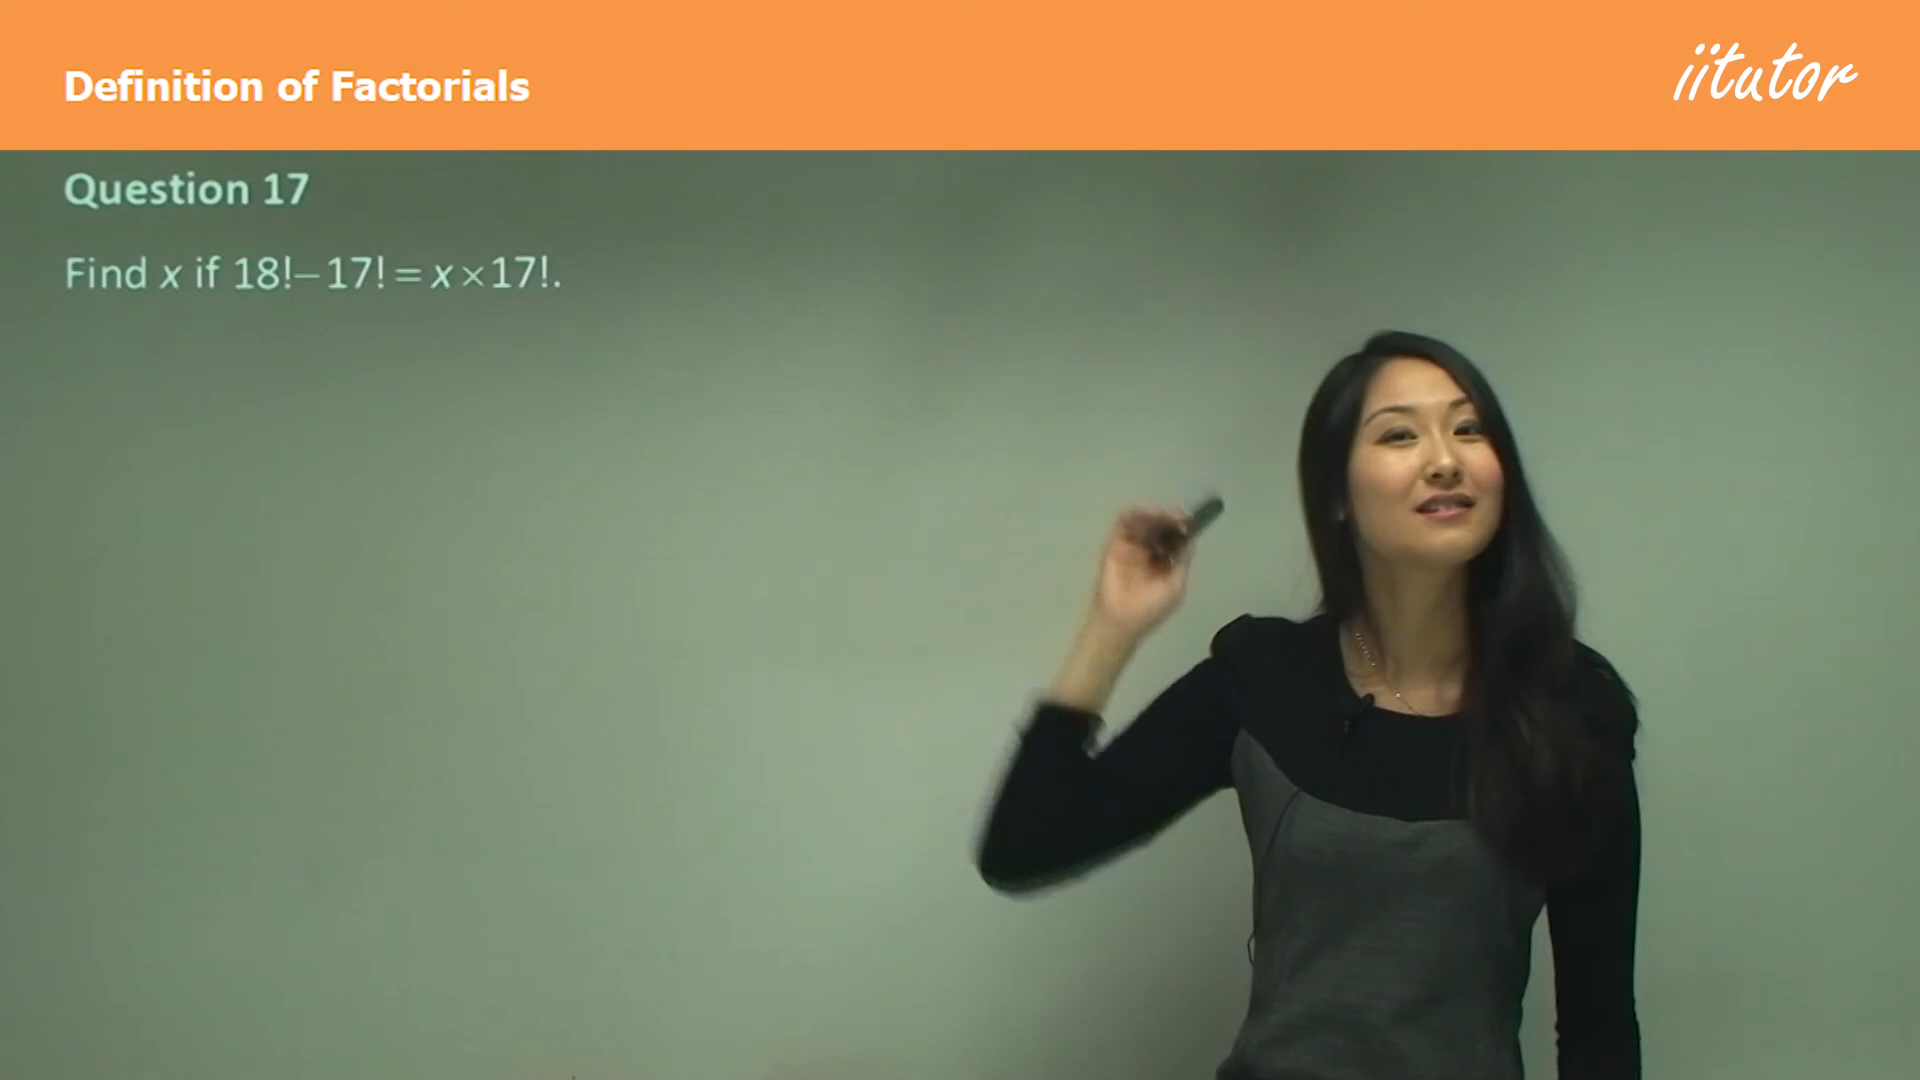 Definition of Factorials
iitutor
Question 17
Find x if 18!–17!=x×17!.